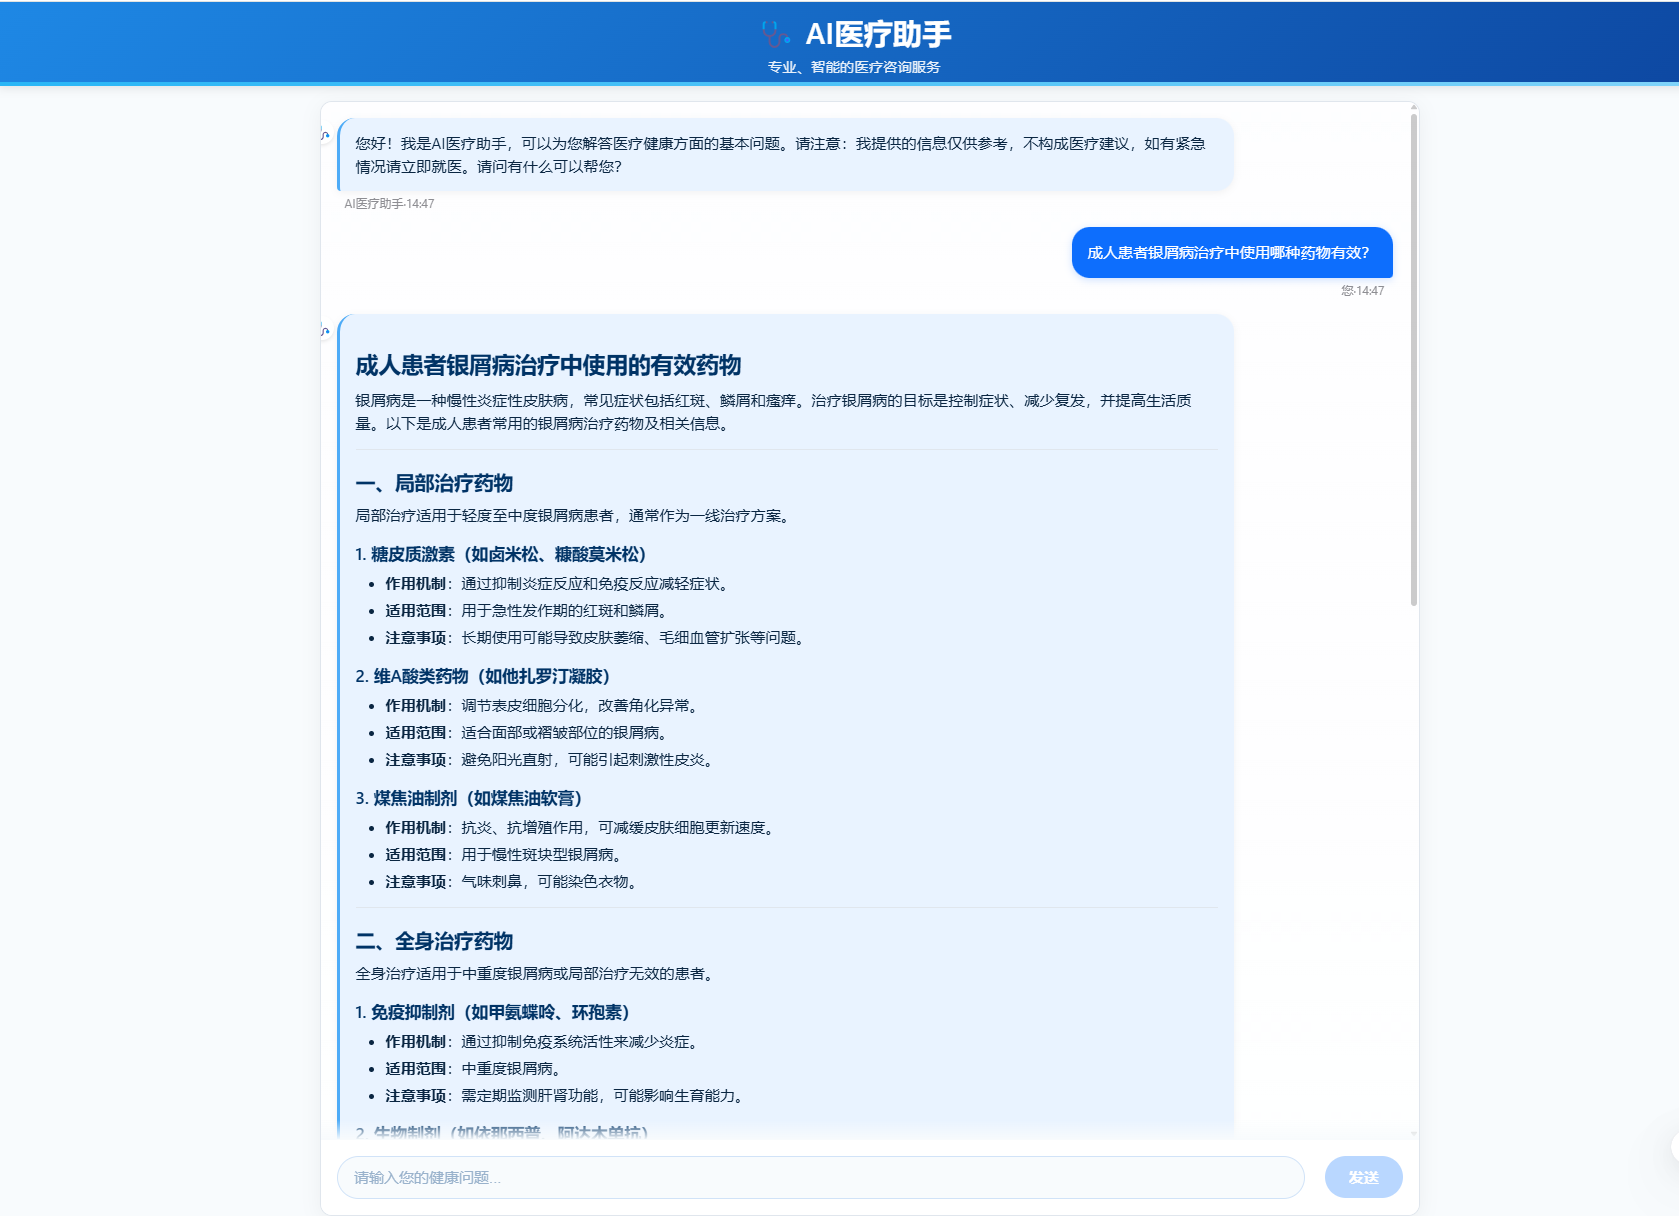 AI医疗助手
专业、智能的医疗咨询服务
您好！我是AI医疗助手，可以为您解答医疗健康方面的基本问题。请注意：我提供的信息仅供参考，不构成医疗建议，如有紧急
情况请立即就医。请问有什么可以帮您？
AI医疗助手·14:47
成人患者银屑病治疗中使用哪种药物有效？
您·14:47
成人患者银屑病治疗中使用的有效药物
银屑病是一种慢性炎症性皮肤病，常见症状包括红斑、鳞屑和瘙痒。治疗银屑病的目标是控制症状、减少复发，并提高生活质
量。以下是成人患者常用的银屑病治疗药物及相关信息。
一、局部治疗药物
局部治疗适用于轻度至中度银屑病患者，通常作为一线治疗方案。
1. 糖皮质激素（如卤米松、糠酸莫米松）
• 作用机制：通过抑制炎症反应和免疫反应减轻症状。
• 适用范围：用于急性发作期的红斑和鳞屑。
• 注意事项：长期使用可能导致皮肤萎缩、毛细血管扩张等问题。
2. 维A酸类药物（如他扎罗汀凝胶）
• 作用机制：调节表皮细胞分化，改善角化异常。
• 适用范围：适合面部或褶皱部位的银屑病。
• 注意事项：避免阳光直射，可能引起刺激性皮炎。
3. 煤焦油制剂（如煤焦油软膏）
• 作用机制：抗炎、抗增殖作用，可减缓皮肤细胞更新速度。
• 适用范围：用于慢性斑块型银屑病。
• 注意事项：气味刺鼻，可能染色衣物。
二、全身治疗药物
全身治疗适用于中重度银屑病或局部治疗无效的患者。
1. 免疫抑制剂（如甲氨蝶呤、环孢素）
• 作用机制：通过抑制免疫系统活性来减少炎症。
• 适用范围：中重度银屑病。
• 注意事项：需定期监测肝肾功能，可能影响生育能力。
2. 生物制剂（如依那西普、阿达木单抗）
请输入您的健康问题...
发送